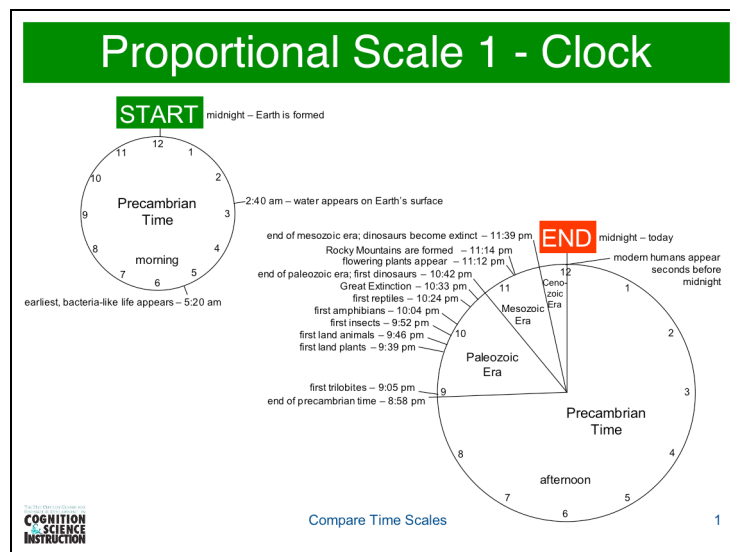 Proportional Scale 1 - Clock
START
midnight – Earth is formed
12
1
2
3
4
5
6
7
8
9
10
11
Precambrian
Time
morning
2:40 am – water appears on Earth's surface
earliest, bacteria-like life appears – 5:20 am
END
midnight – today
modern humans appear
seconds before
midnight
end of mesozoic era; dinosaurs become extinct – 11:39 pm
Rocky Mountains are formed – 11:14 pm
flowering plants appear – 11:12 pm
end of paleozoic era; first dinosaurs – 10:42 pm
Great Extinction – 10:33 pm
first reptiles – 10:24 pm
first amphibians – 10:04 pm
first insects – 9:52 pm
first land animals – 9:46 pm
first land plants – 9:39 pm
first trilobites – 9:05 pm
end of precambrian time – 8:58 pm
12
1
2
3
4
5
6
7
8
9
10
11
Ceno-
zoic
Era
Mesozoic
Era
Paleozoic
Era
Precambrian
Time
afternoon
COGNITION
& SCIENCE
INSTRUCTION
Compare Time Scales
1